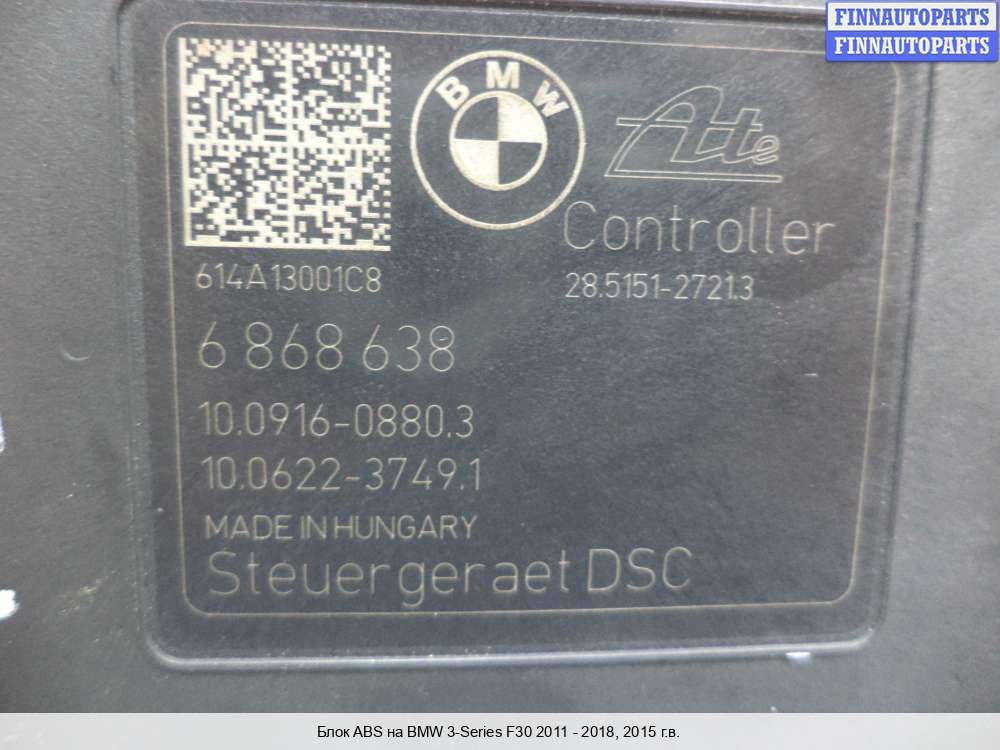 FINNAUTOPARTS
FINNAUTOPARTS
BMW
Ate
Controller
614A13001C8
28.5151-2721.3
6 868 638
10.0916-0880.3
10.0622-3749.1
MADE IN HUNGARY
Steuergeraet DSC
Блок ABS на BMW 3-Series F30 2011 - 2018, 2015 г.в.